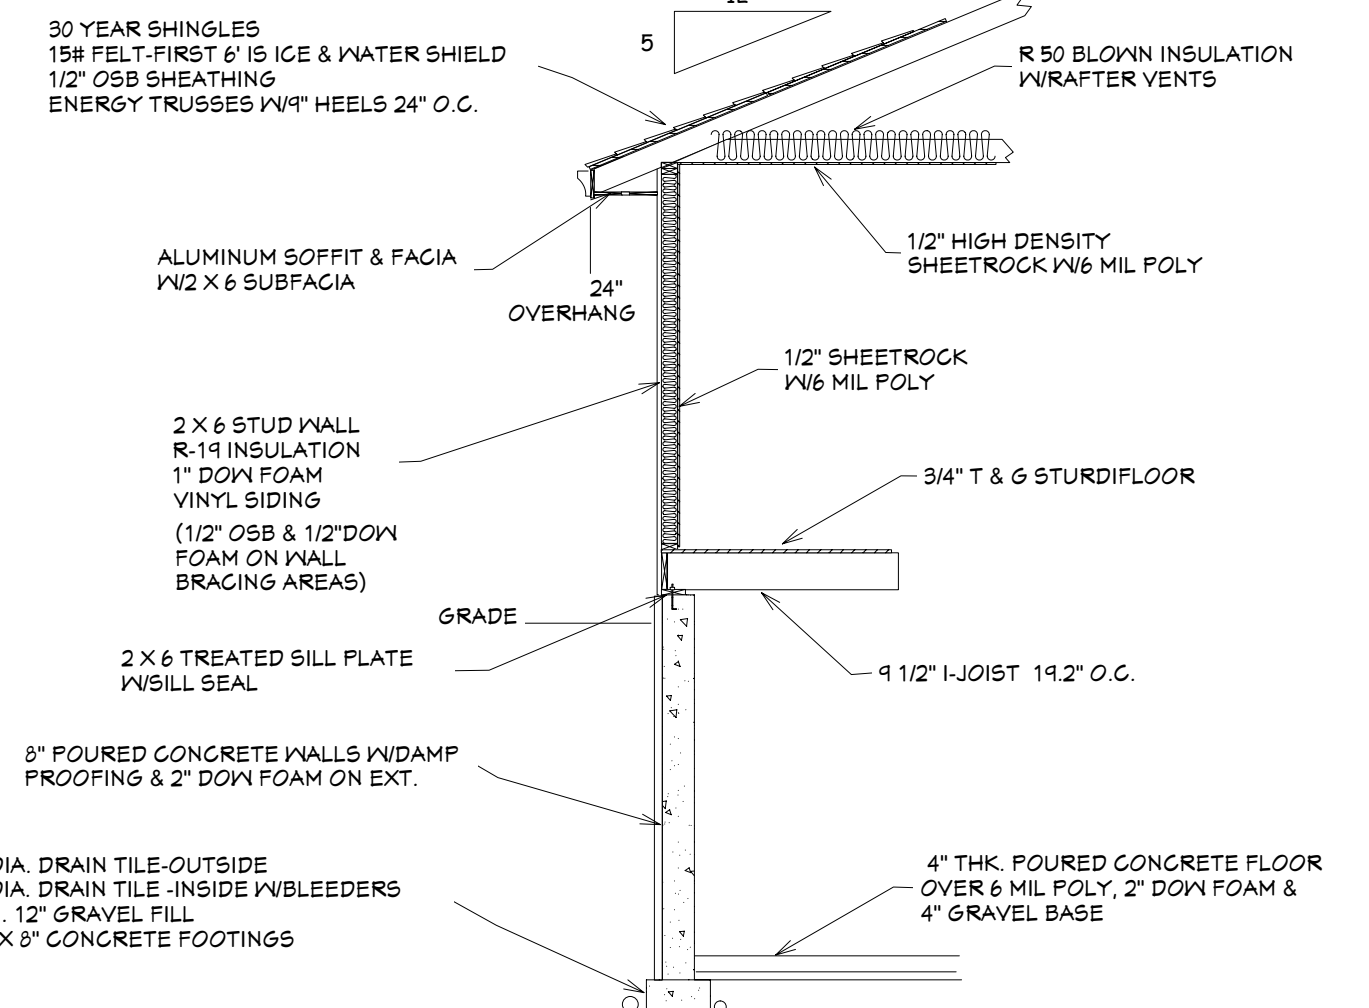 30 YEAR SHINGLES
15# FELT-FIRST 6' IS ICE & WATER SHIELD
1/2" OSB SHEATHING
ENERGY TRUSSES W/9" HEELS 24" O.C.
5
R 50 BLOWN INSULATION
W/RAFTER VENTS
ALUMINUM SOFFIT & FACIA
W/2 X 6 SUBFACIA
24"
OVERHANG
1/2" HIGH DENSITY
SHEETROCK W/6 MIL POLY
1/2" SHEETROCK
W/6 MIL POLY
2 X 6 STUD WALL
R-19 INSULATION
1" DOW FOAM
VINYL SIDING
(1/2" OSB & 1/2"DOW
FOAM ON WALL
BRACING AREAS)
3/4" T & G STURDIFLOOR
GRADE
2 X 6 TREATED SILL PLATE
W/SILL SEAL
9 1/2" I-JOIST 19.2" O.C.
8" POURED CONCRETE WALLS W/DAMP
PROOFING & 2" DOW FOAM ON EXT.
DIA. DRAIN TILE-OUTSIDE
DIA. DRAIN TILE -INSIDE W/BLEEDERS
. 12" GRAVEL FILL
X 8" CONCRETE FOOTINGS
4" THK. POURED CONCRETE FLOOR
OVER 6 MIL POLY, 2" DOW FOAM &
4" GRAVEL BASE